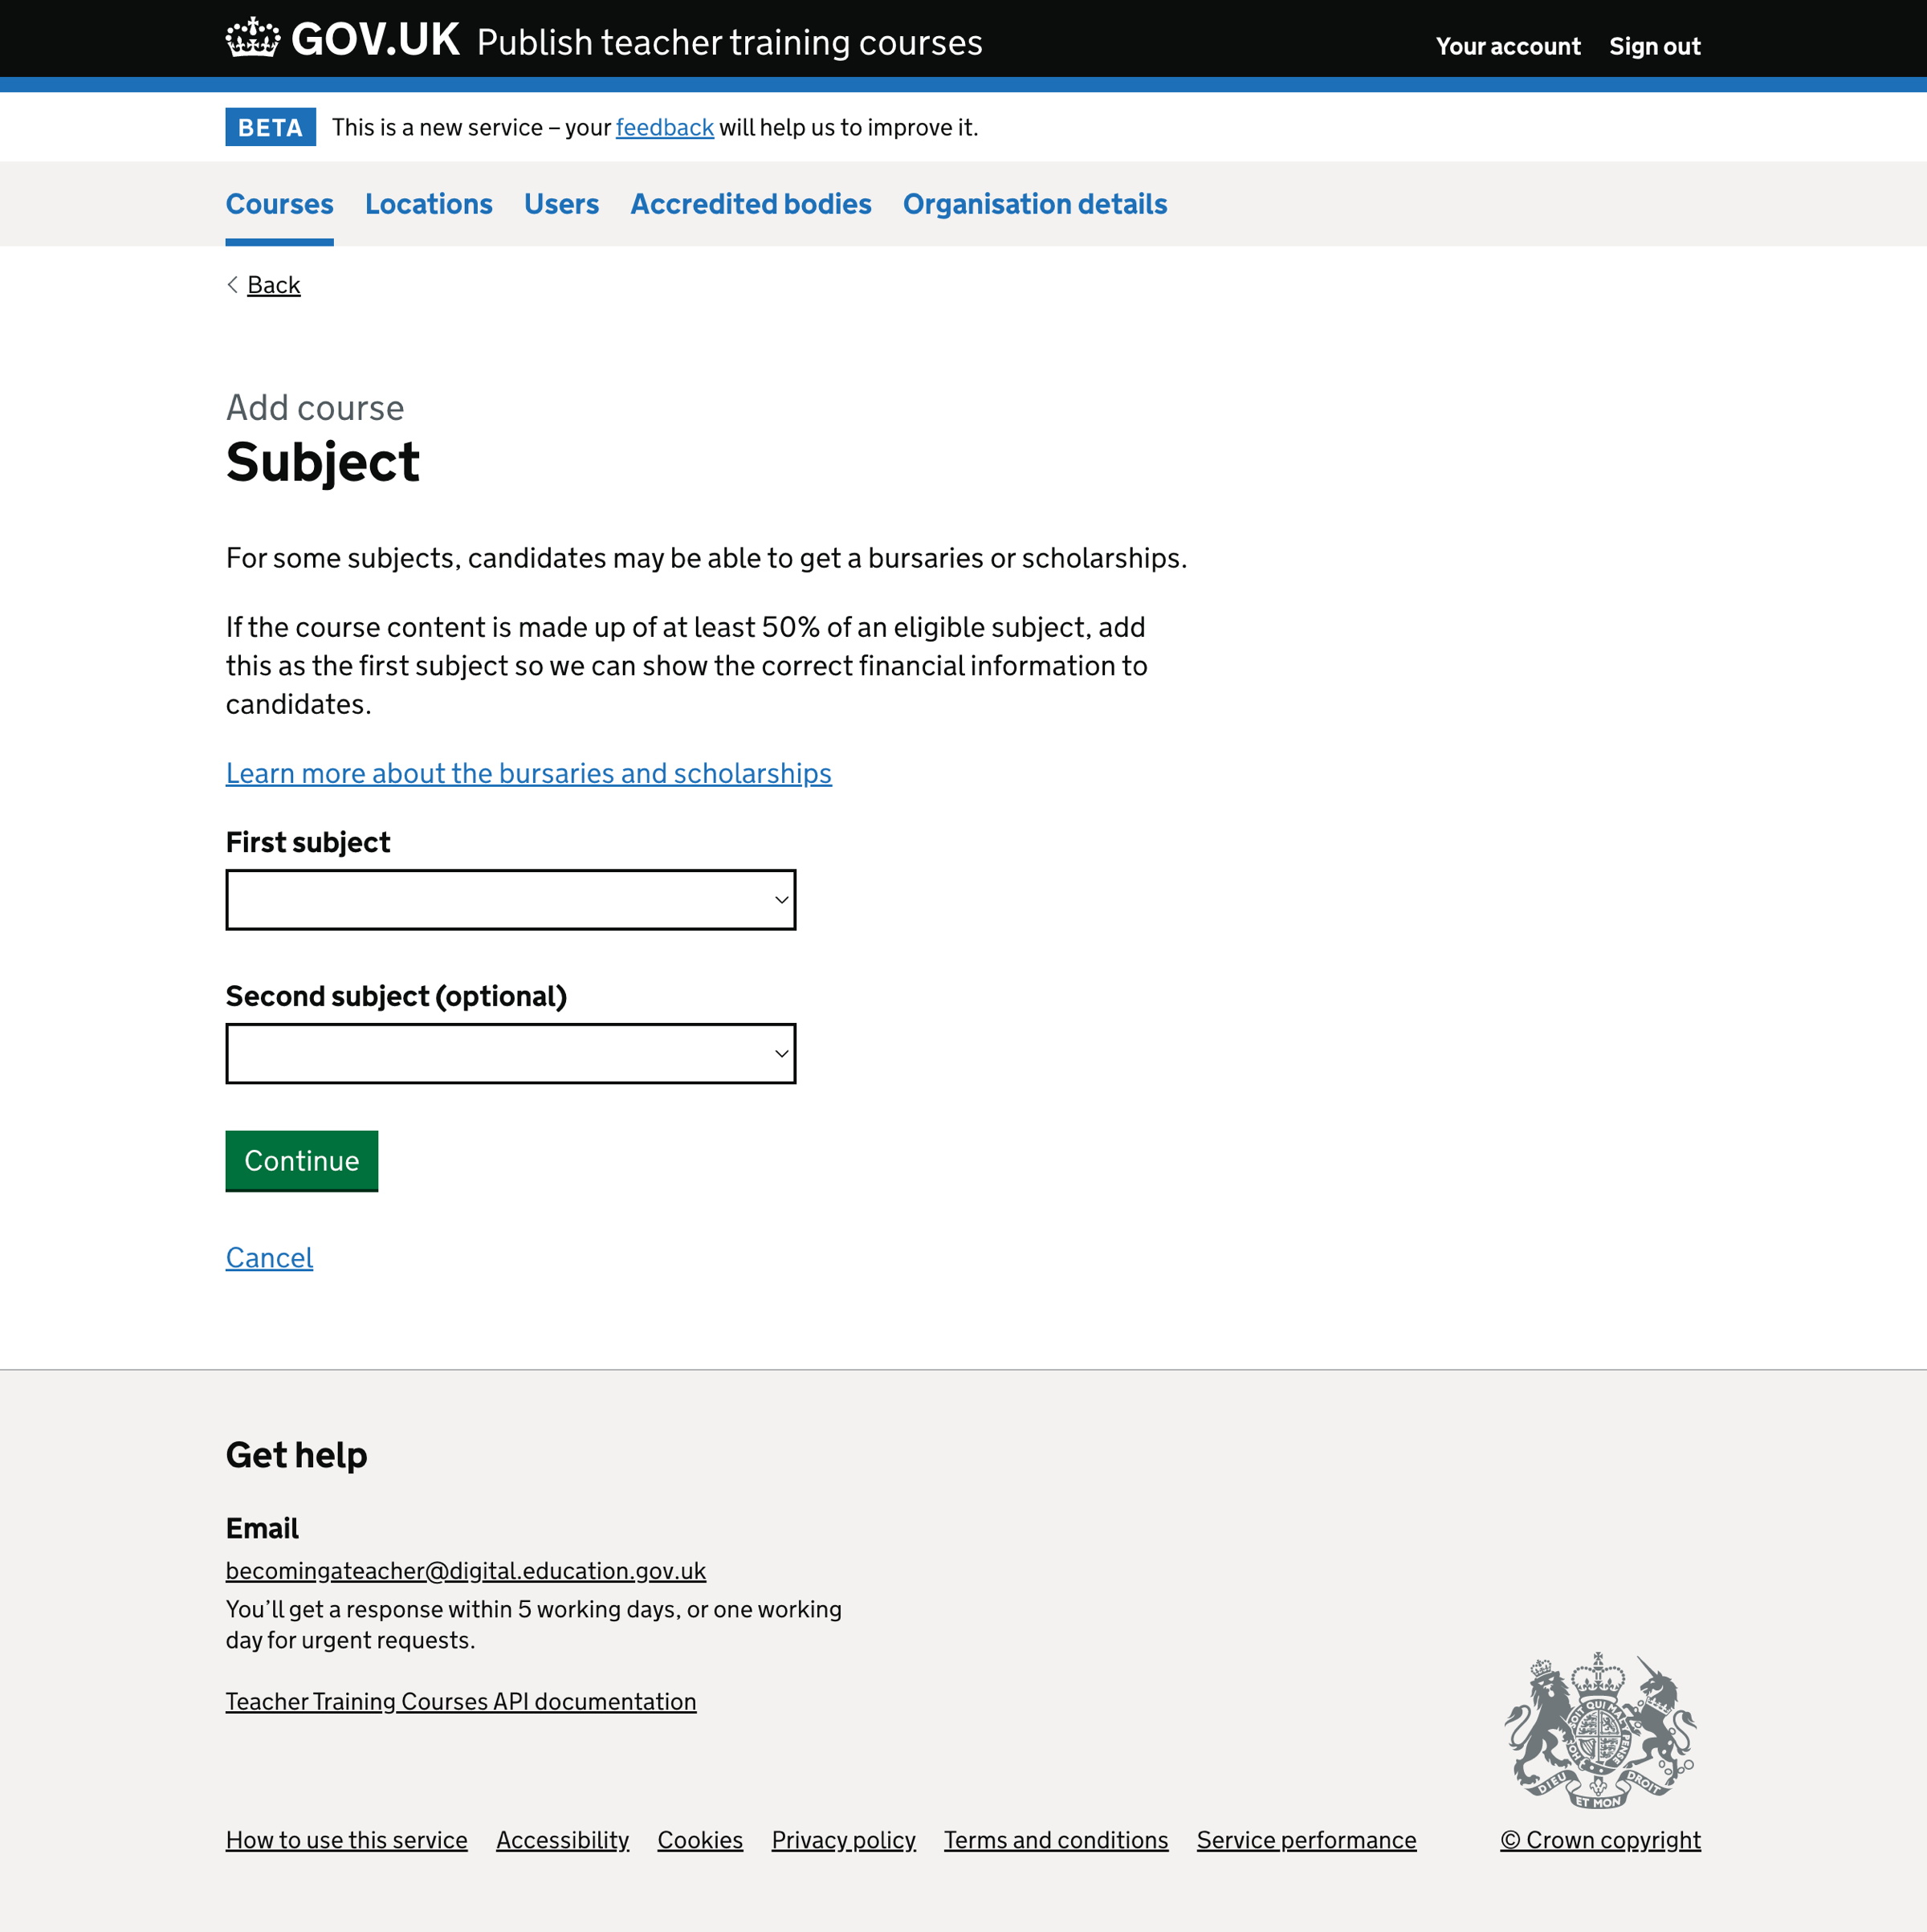 GOV.UK Publish teacher training courses
Your account Sign out
BETA This is a new service – your feedback will help us to improve it.
Courses Locations Users Accredited bodies Organisation details
Back
Add course
Subject
For some subjects, candidates may be able to get a bursaries or scholarships.
If the course content is made up of at least 50% of an eligible subject, add
this as the first subject so we can show the correct financial information to
candidates.
Learn more about the bursaries and scholarships
First subject
Second subject (optional)
Continue
Cancel
Get help
Email
becomingateacher@digital.education.gov.uk
You’ll get a response within 5 working days, or one working
day for urgent requests.
Teacher Training Courses API documentation
DIEU ET MON DROIT
How to use this service Accessibility Cookies Privacy policy Terms and conditions Service performance
© Crown copyright